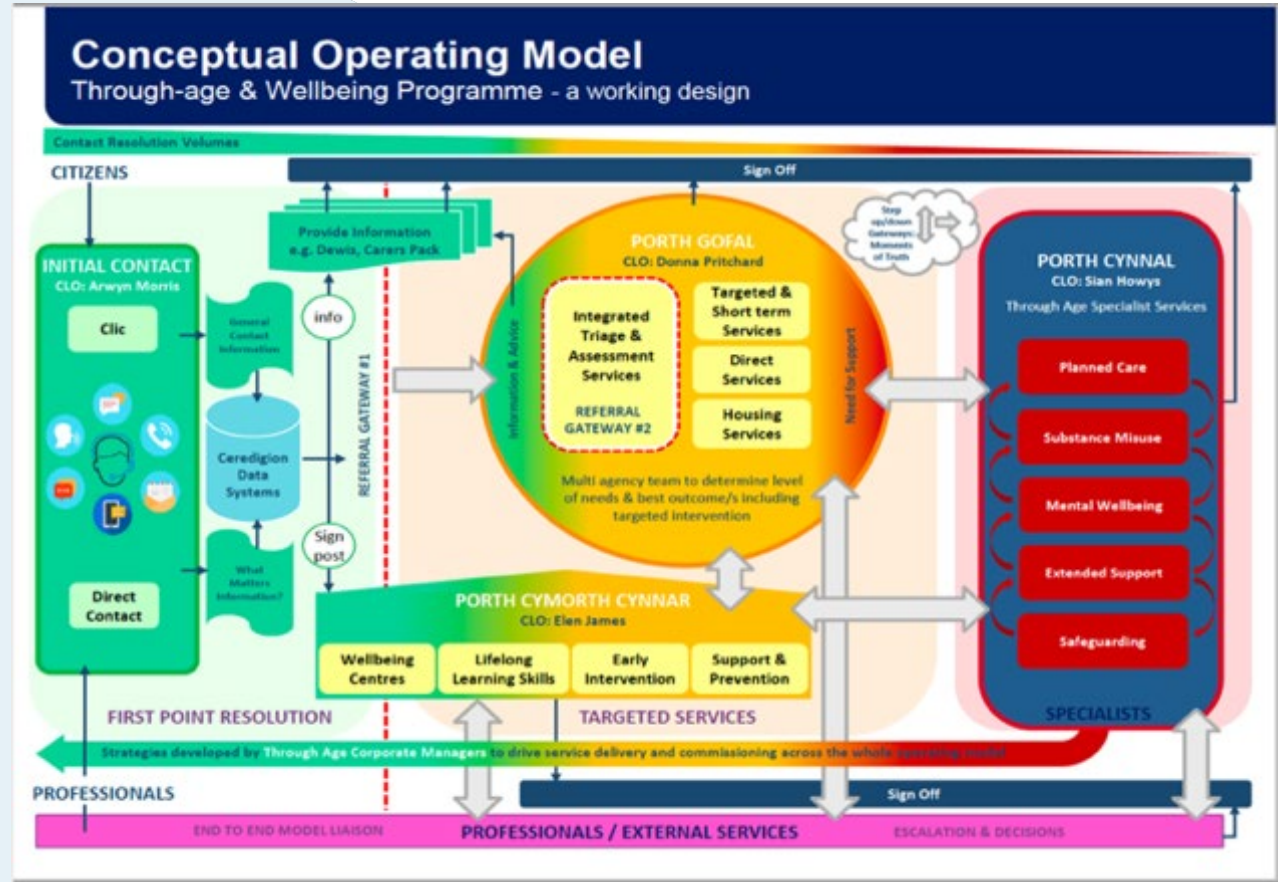 Conceptual Operating Model
Through-age & Wellbeing Programme - a working design
Contact Resolution Volumes
CITIZENS
Sign Off
INITIAL CONTACT
CLO: Arwyn Morris
Clic
Direct
Contact
General
Contact
Information
Ceredigion
Data
Systems
What
Matters
Information?
Provide Information
e.g. Dewis, Carers Pack
info
Sign
post
REFERRAL GATEWAY #1
FIRST POINT RESOLUTION
PORTH GOFAL
CLO: Donna Pritchard
Information & Advice
Integrated
Triage &
Assessment
Services
REFERRAL
GATEWAY #2
Targeted &
Short term
Services
Direct
Services
Housing
Services
Need for Support
Multi agency team to determine level
of needs & best outcome/s including
targeted intervention
Step
up/down
Gateways:
Moments
of Truth
PORTH CYMORTH CYNNAR
CLO: Elen James
Wellbeing
Centres
Lifelong
Learning Skills
Early
Intervention
Support &
Prevention
TARGETED SERVICES
PORTH CYNNAL
CLO: Sian Howys
Through Age Specialist Services
Planned Care
Substance Misuse
Mental Wellbeing
Extended Support
Safeguarding
SPECIALISTS
Strategies developed by Through Age Corporate Managers to drive service delivery and commissioning across the whole operating model
PROFESSIONALS
Sign Off
END TO END MODEL LIAISON
PROFESSIONALS / EXTERNAL SERVICES
ESCALATION & DECISIONS